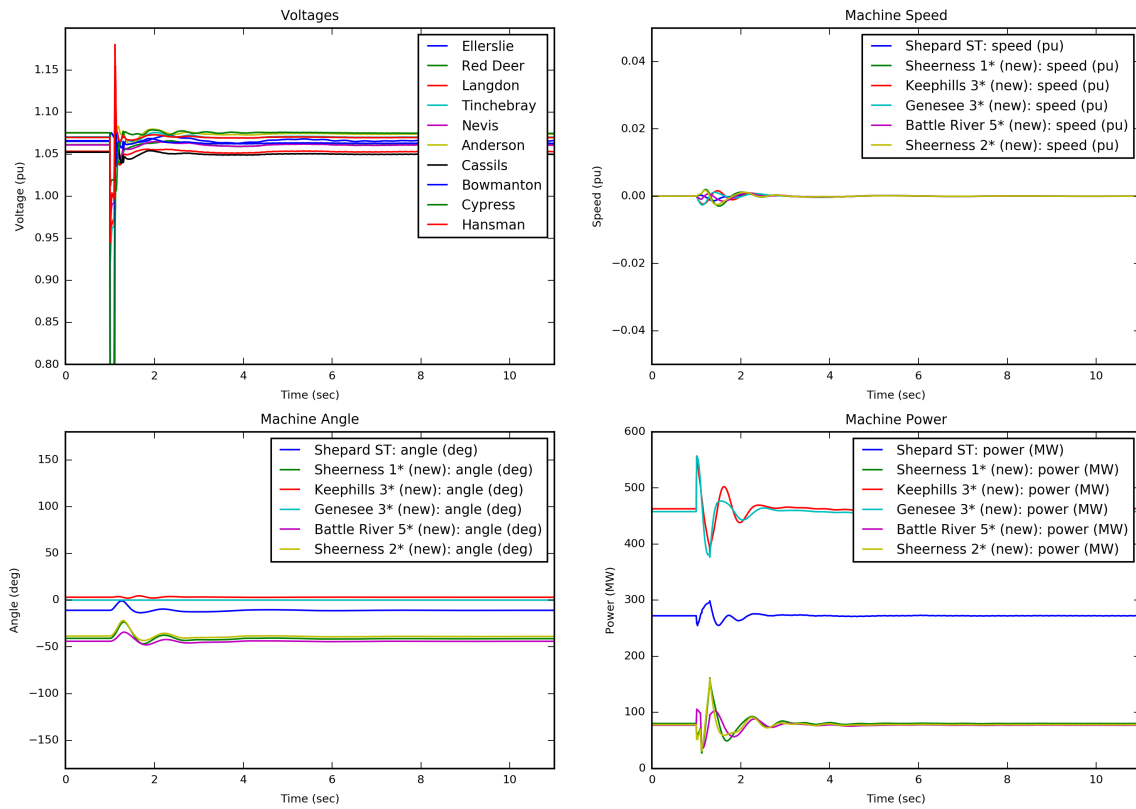 Voltages
Voltage (pu)
1.15
1.10
1.05
1.00
0.95
0.90
0.85
0.80
0
2
4
6
8
10
Time (sec)
Ellerslie
Red Deer
Langdon
Tinchebray
Nevis
Anderson
Cassils
Bowmanton
Cypress
Hansman
Machine Speed
Speed (pu)
0.04
0.02
0.00
−0.02
−0.04
0
2
4
6
8
10
Time (sec)
Shepard ST: speed (pu)
Sheerness 1* (new): speed (pu)
Keephills 3* (new): speed (pu)
Genesee 3* (new): speed (pu)
Battle River 5* (new): speed (pu)
Sheerness 2* (new): speed (pu)
Machine Angle
Angle (deg)
150
100
50
0
−50
−100
−150
0
2
4
6
8
10
Time (sec)
Shepard ST: angle (deg)
Sheerness 1* (new): angle (deg)
Keephills 3* (new): angle (deg)
Genesee 3* (new): angle (deg)
Battle River 5* (new): angle (deg)
Sheerness 2* (new): angle (deg)
Machine Power
Power (MW)
600
500
400
300
200
100
0
0
2
4
6
8
10
Time (sec)
Shepard ST: power (MW)
Sheerness 1* (new): power (MW)
Keephills 3* (new): power (MW)
Genesee 3* (new): power (MW)
Battle River 5* (new): power (MW)
Sheerness 2* (new): power (MW)